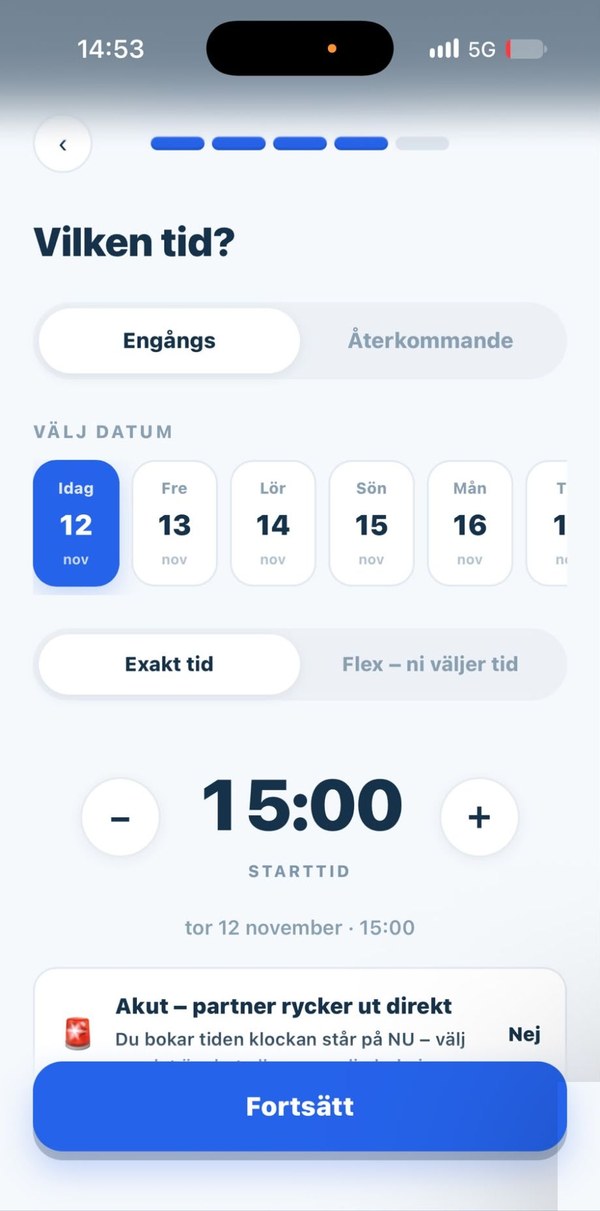 14:53
5G
Vilken tid?
Engångs
Återkommande
VÄLJ DATUM
Idag
12
nov
Fre
13
nov
Lör
14
nov
Sön
15
nov
Mån
16
nov
Exakt tid
Flex – ni väljer tid
–
15:00
+
STARTTID
tor 12 november · 15:00
Akut – partner rycker ut direkt
Du bokar tiden klockan står på NU – välj
Nej
Fortsätt